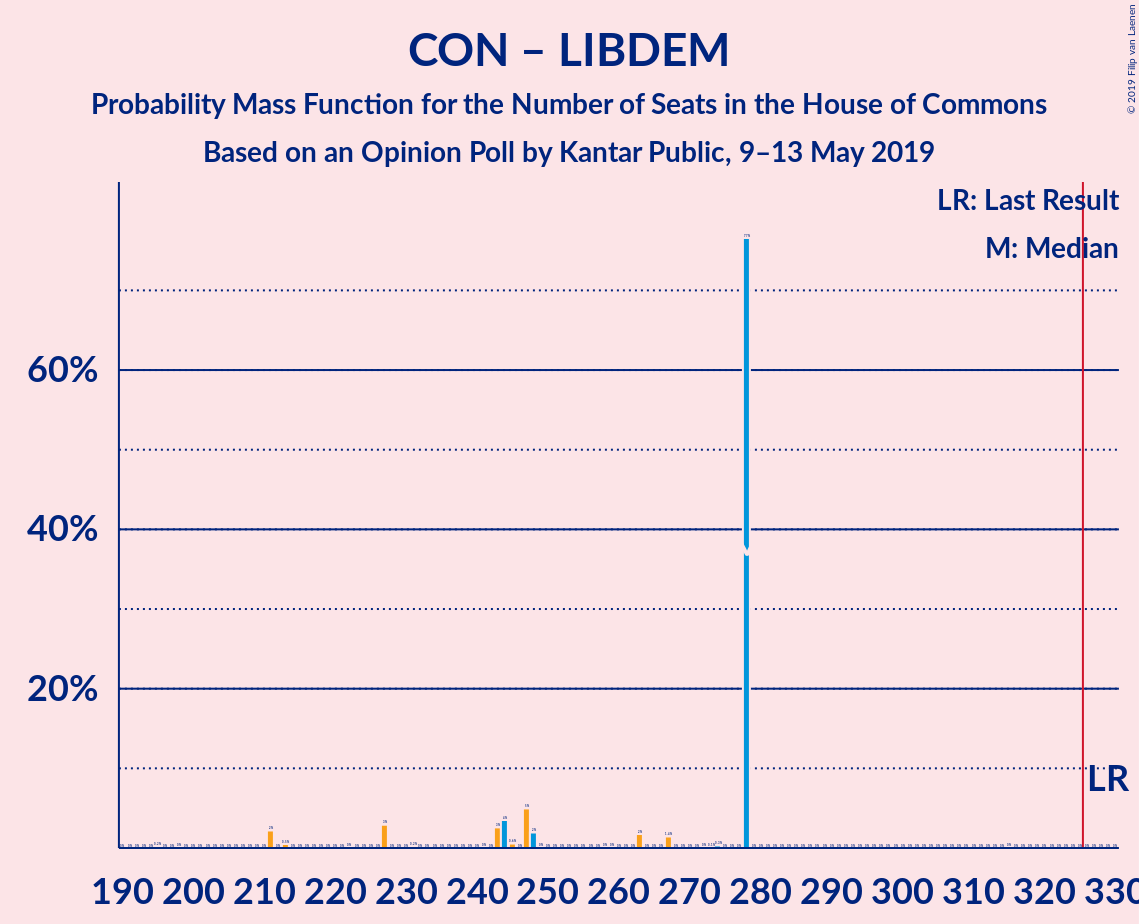 CON – LIBDEM
Probability Mass Function for the Number of Seats in the House of Commons
Based on an Opinion Poll by Kantar Public, 9–13 May 2019
© 2019 Filip van Laenen
LR: Last Result
M: Median
60%
40%
20%
LR
190 200 210 220 230 240 250 260 270 280 290 300 310 320 330